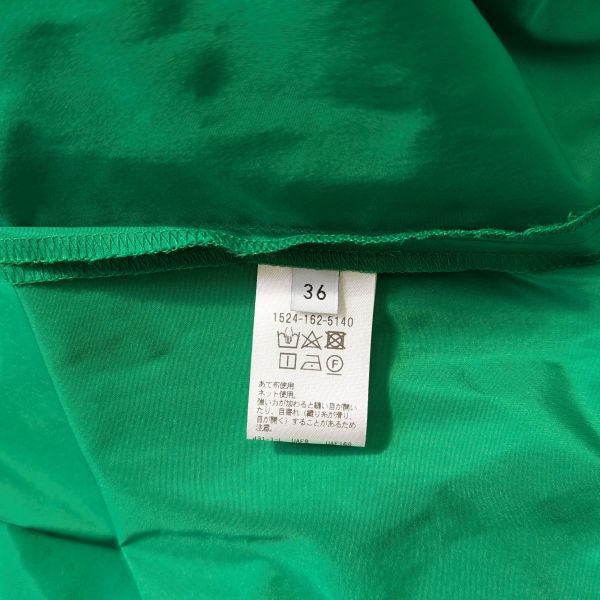 36
1524-162-5140
あて布使用
ネット使用。
強い力が加わると縫い目が開い
たり、目寄れ（織り糸が滑り、
目が開く）することがあるため
注意。